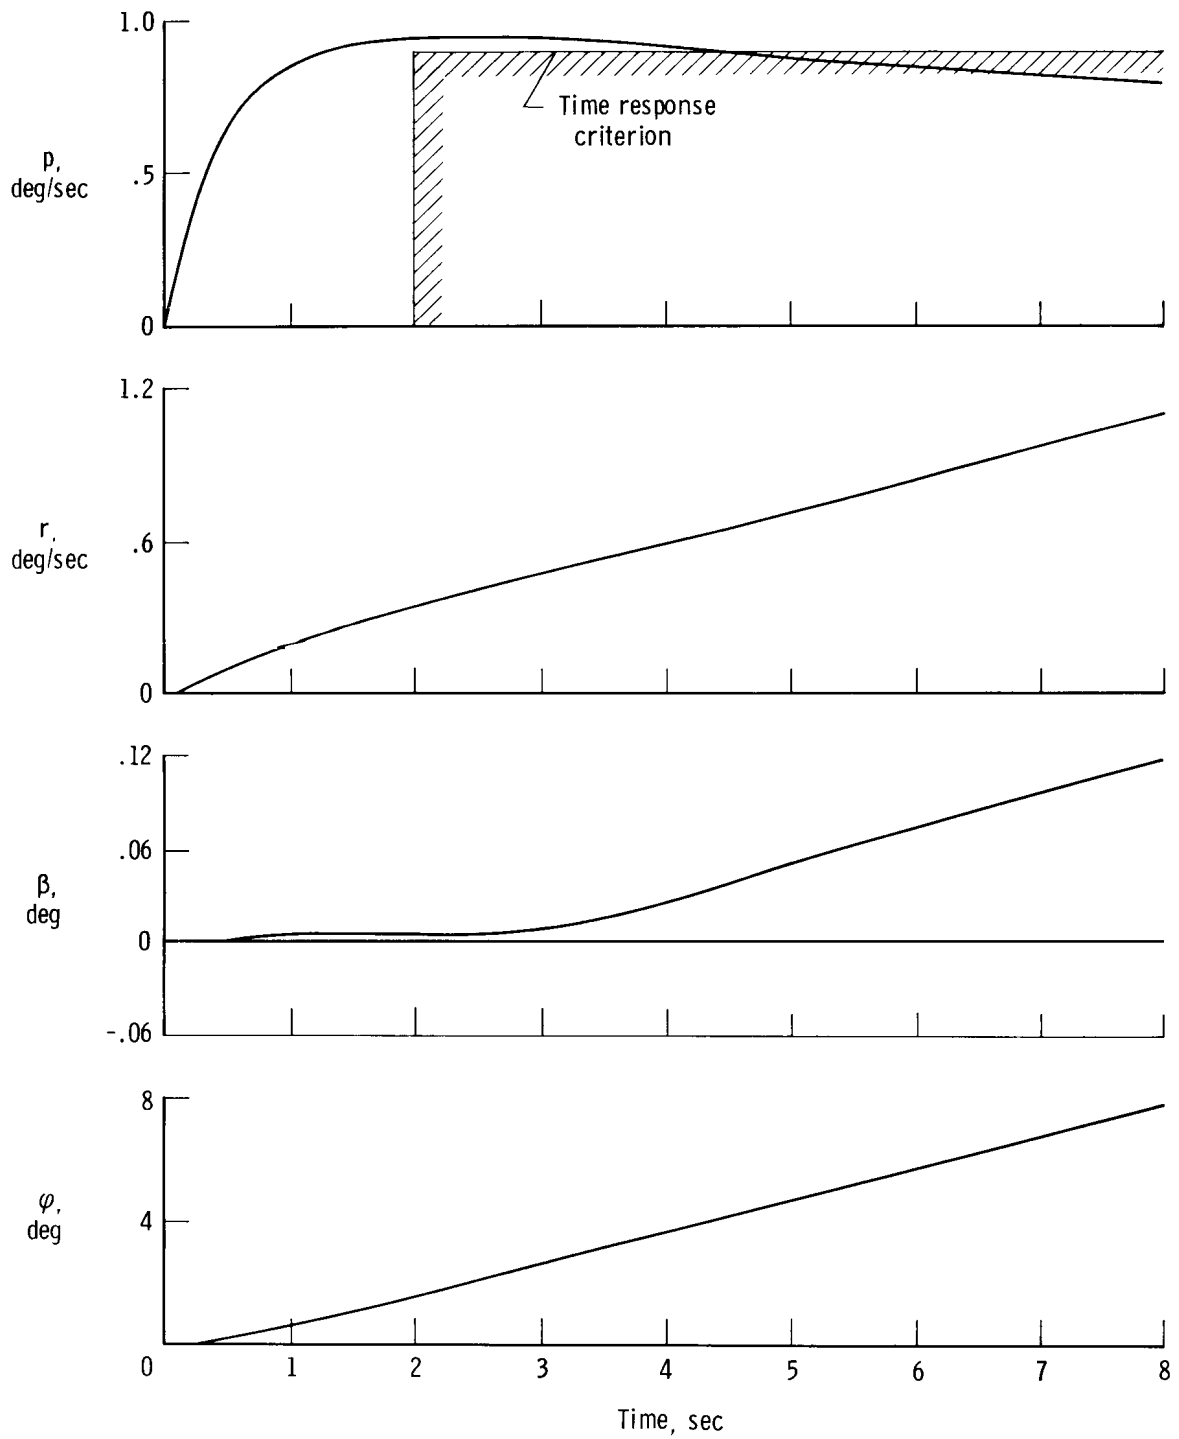 1.0
.5
0
p,
deg/sec
Time response
criterion
1.2
.6
0
r,
deg/sec
.12
.06
0
-.06
β,
deg
8
4
0
φ,
deg
1 2 3 4 5 6 7 8
Time, sec